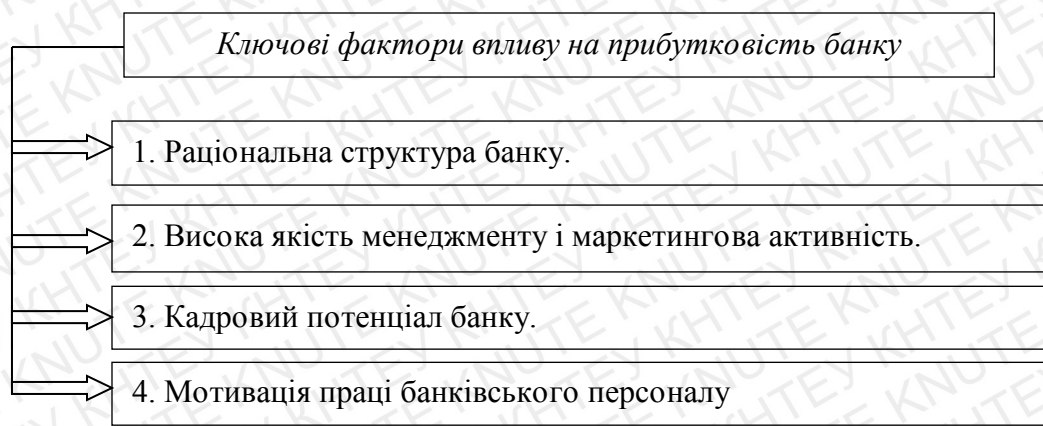 Ключові фактори впливу на прибутковість банку
1. Раціональна структура банку.
2. Висока якість менеджменту і маркетингова активність.
3. Кадровий потенціал банку.
4. Мотивація праці банківського персоналу